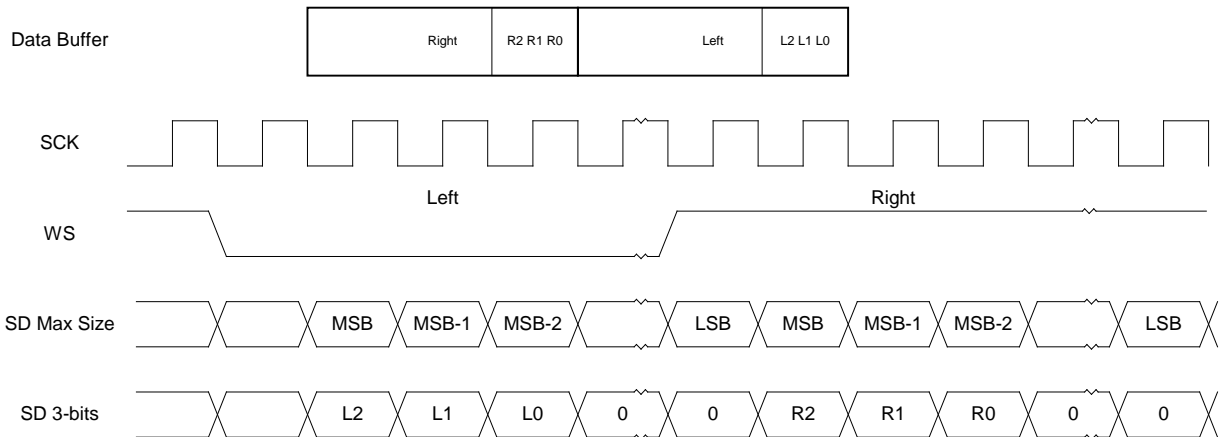 Data Buffer Right R2 R1 R0 Left L2 L1 L0
SCK
Left Right
WS
SD Max Size MSB MSB-1 MSB-2 LSB MSB MSB-1 MSB-2 LSB
SD 3-bits L2 L1 L0 0 0 R2 R1 R0 0 0